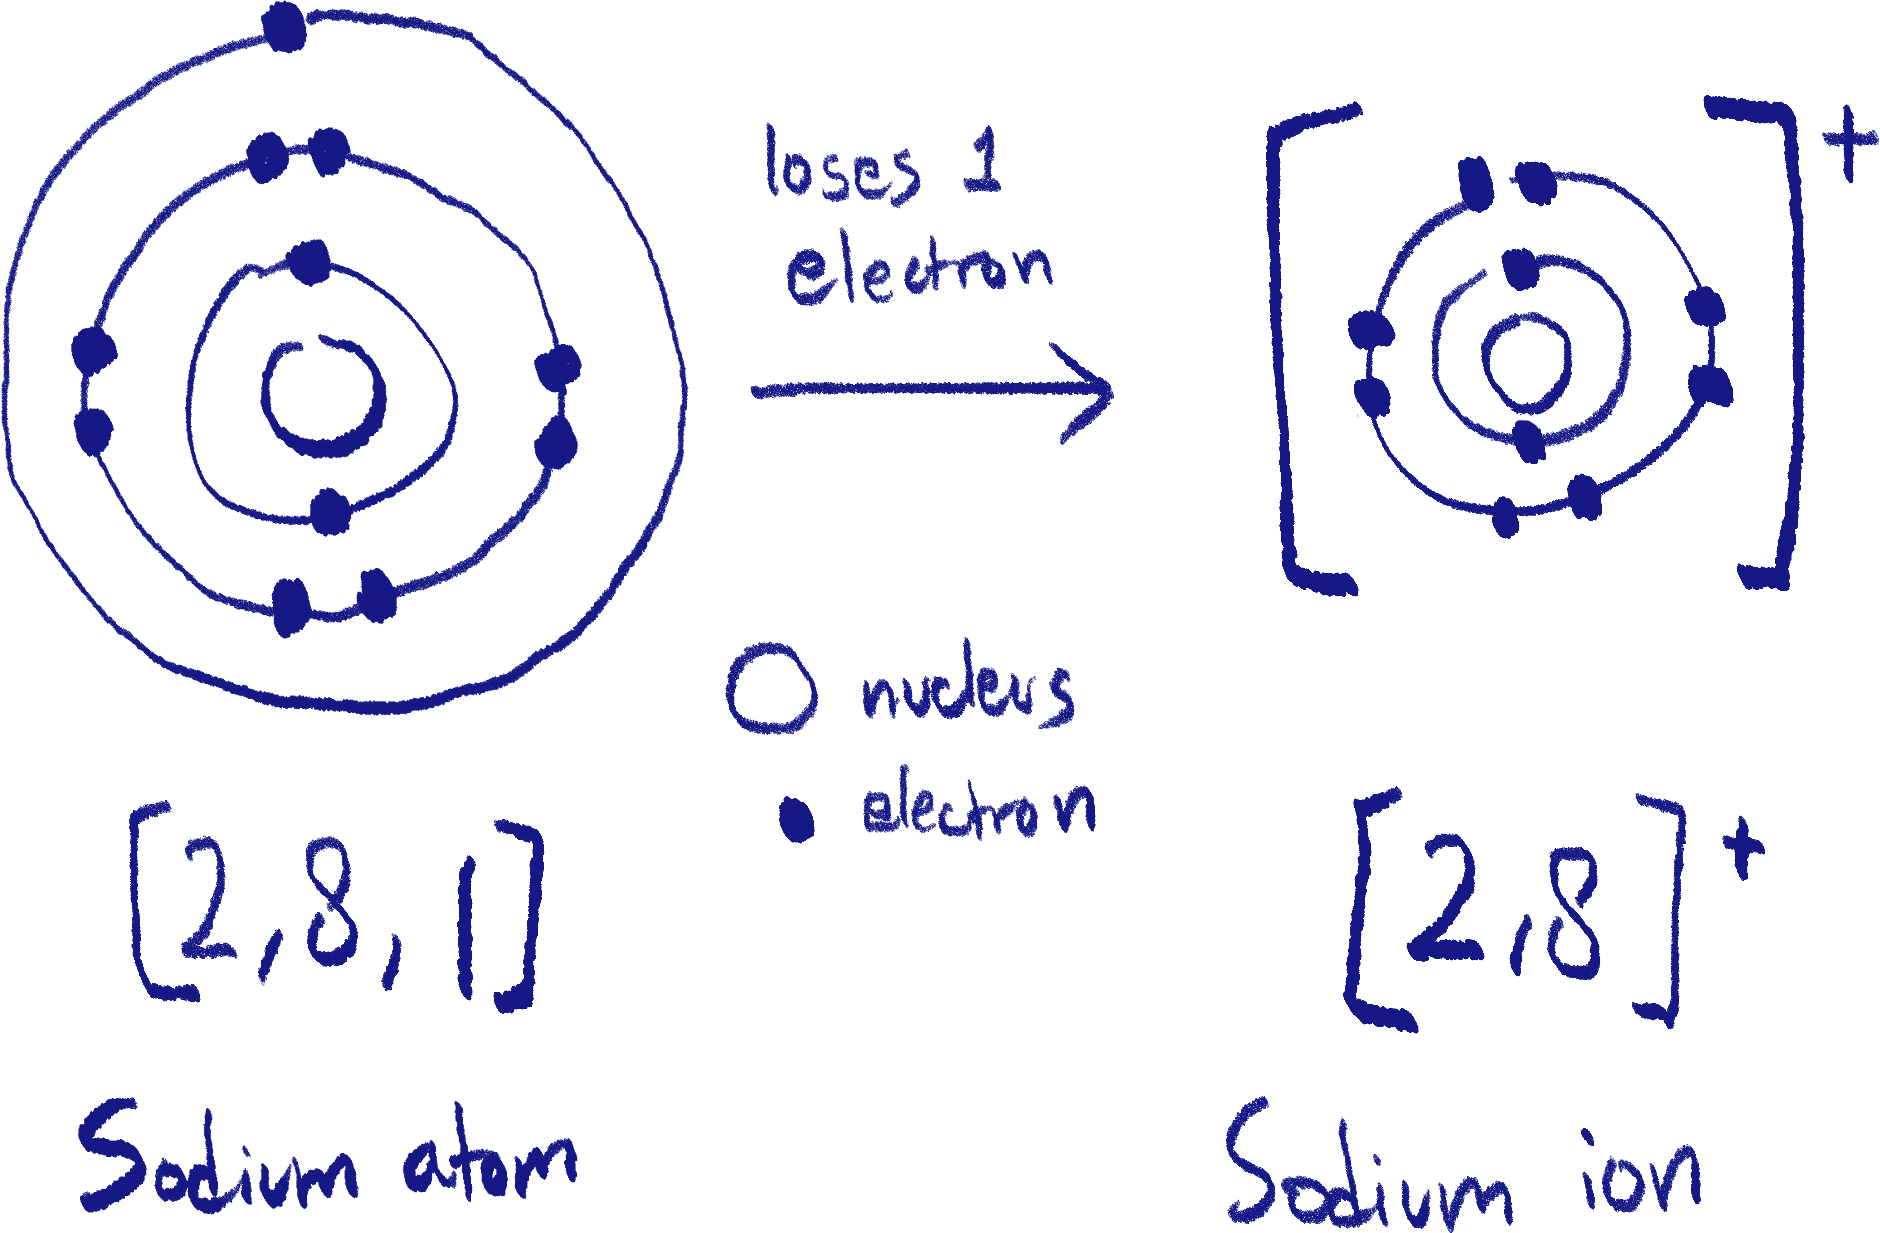 loses 1
electron
+
nucleus
electron
[2,8,1]
[2,8]⁺
Sodium atom
Sodium ion